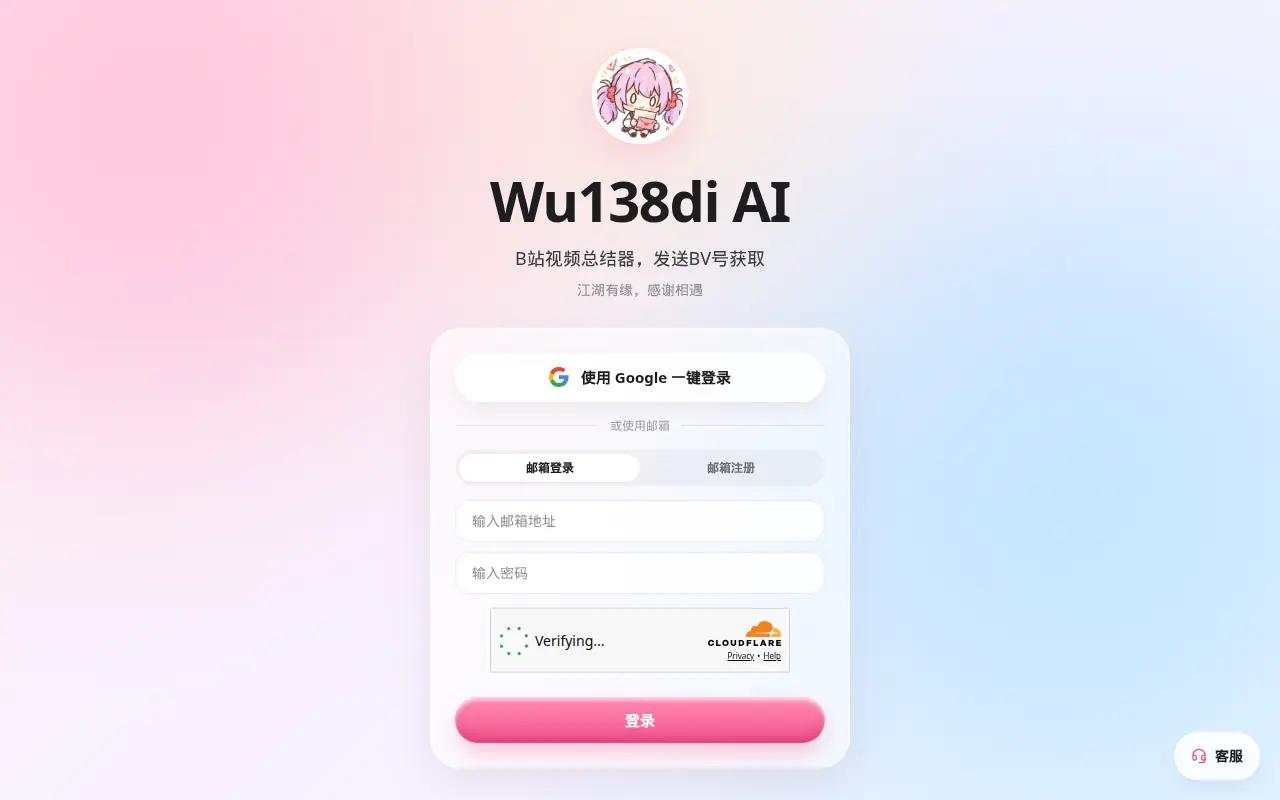 Wu138di AI
B站视频总结器，发送BV号获取
江湖有缘，感谢相遇
使用 Google 一键登录
或使用邮箱
邮箱登录
邮箱注册
输入邮箱地址
输入密码
Verifying...
CLOUDFLARE
Privacy • Help
登录
客服